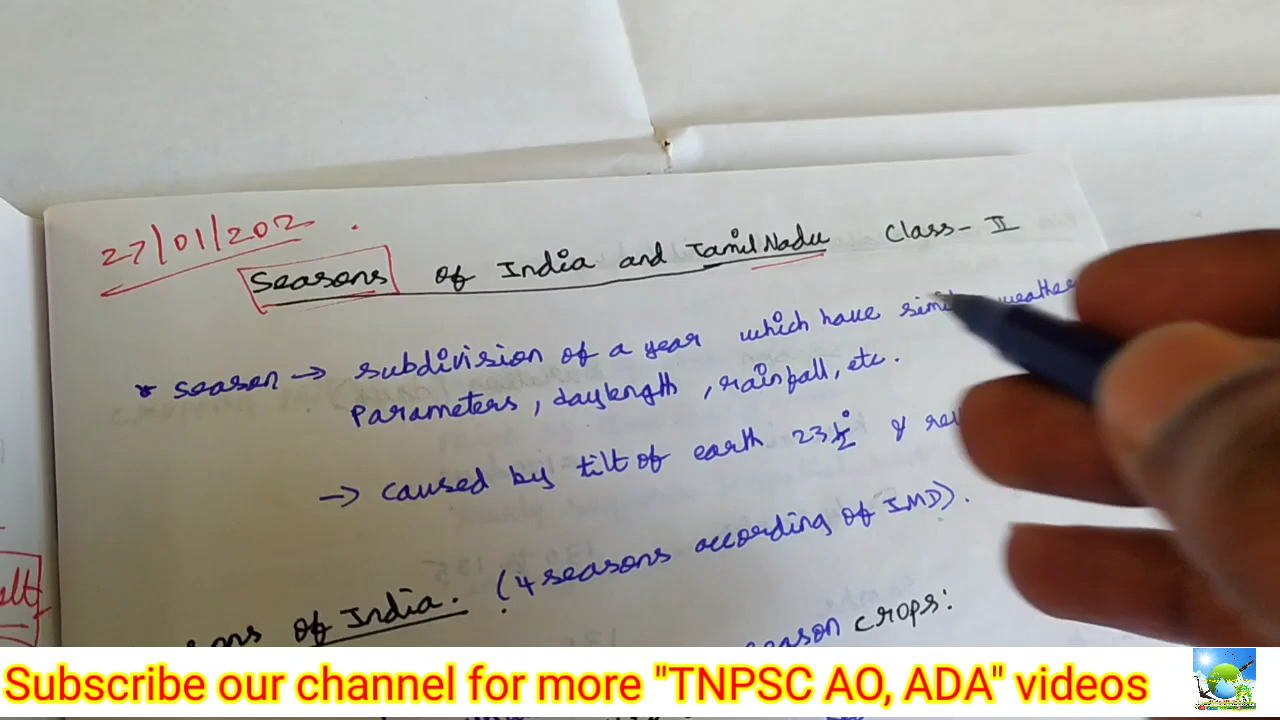 27/01/202
Seasons of India and Tamil Nadu Class - II
* season → subdivision of a year which have weather
parameters, daylength, rainfall, etc.
→ caused by tilt of earth 23½° &
of India. (4 seasons according of IMD).
season crops:
Subscribe our channel for more "TNPSC AO, ADA" videos